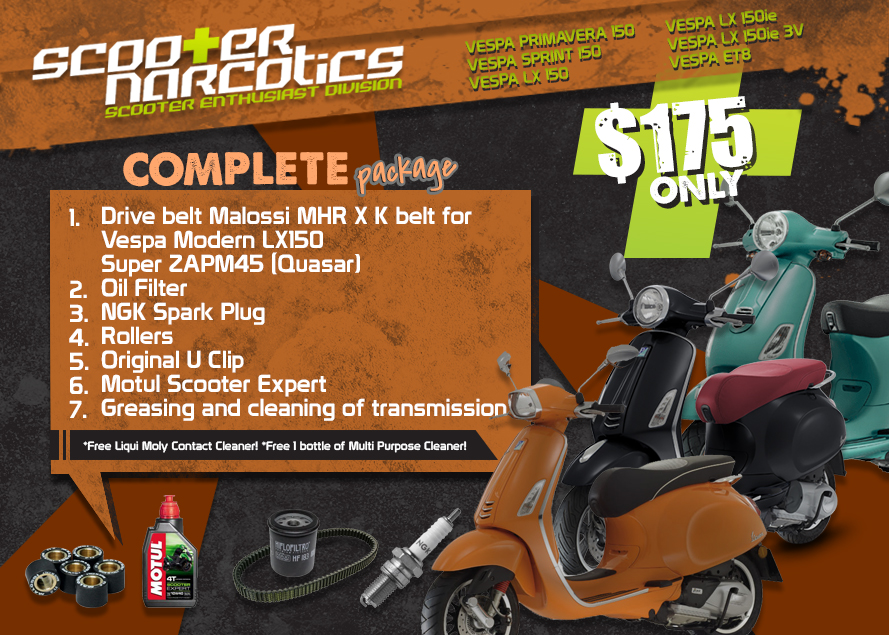 scooter
narcotics
SCOOTER ENTHUSIAST DIVISION
VESPA PRIMAVERA 150
VESPA SPRINT 150
VESPA LX 150
VESPA LX 150ie
VESPA LX 150ie 3V
VESPA ET8
$175
ONLY
COMPLETE package
1. Drive belt Malossi MHR X K belt for
Vespa Modern LX150
Super ZAPM45 (Quasar)
2. Oil Filter
3. NGK Spark Plug
4. Rollers
5. Original U Clip
6. Motul Scooter Expert
7. Greasing and cleaning of transmission
*Free Liqui Moly Contact Cleaner! *Free 1 bottle of Multi Purpose Cleaner!
MOTUL
4T
SCOOTER
EXPERT
HIFLOFILTRO
NGK